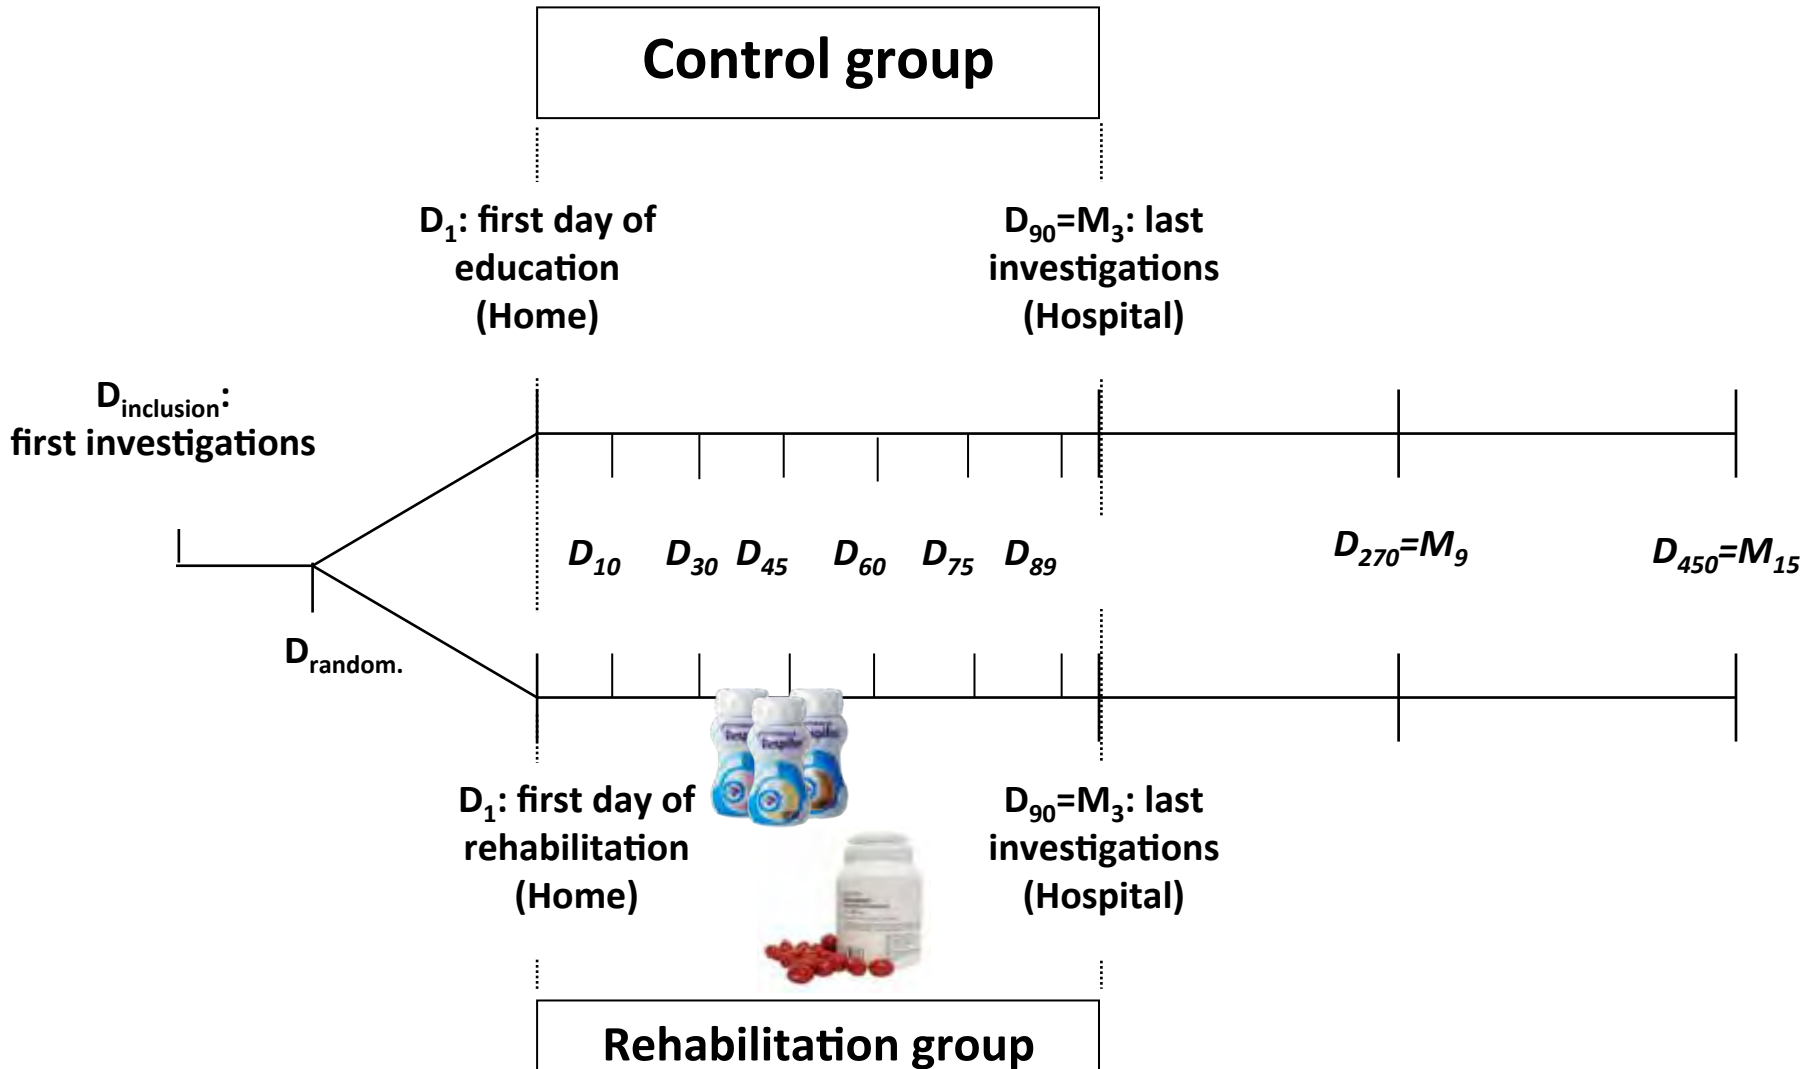 Control group
D1: first day of
education
(Home)
D90=M3: last
investigations
(Hospital)
Dinclusion:
first investigations
D10 D30 D45 D60 D75 D89 D270=M9 D450=M15
Drandom.
D1: first day of
rehabilitation
(Home)
D90=M3: last
investigations
(Hospital)
Rehabilitation group